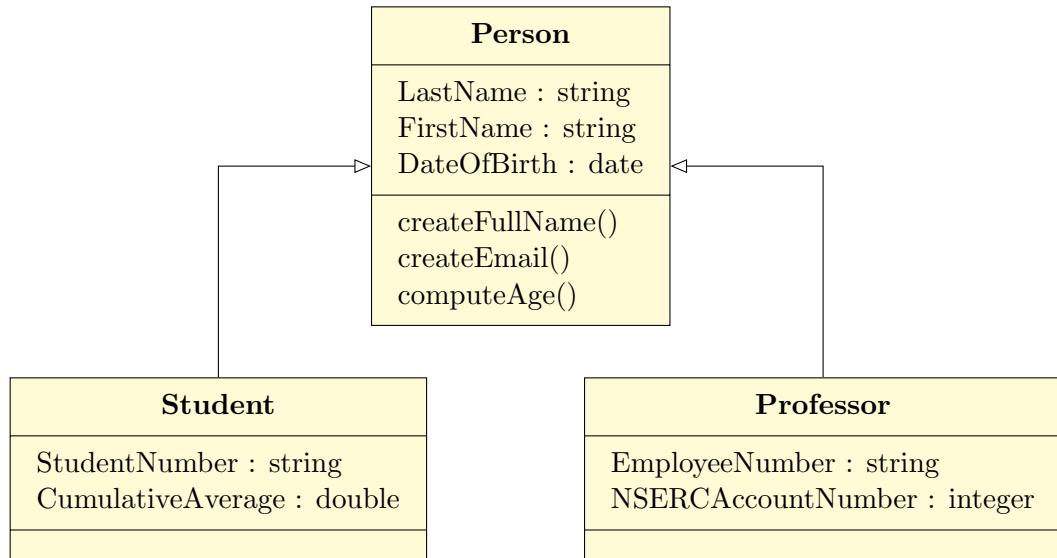 Person
LastName : string
FirstName : string
DateOfBirth : date
createFullName()
createEmail()
computeAge()
Student
StudentNumber : string
CumulativeAverage : double
Professor
EmployeeNumber : string
NSERCAccountNumber : integer